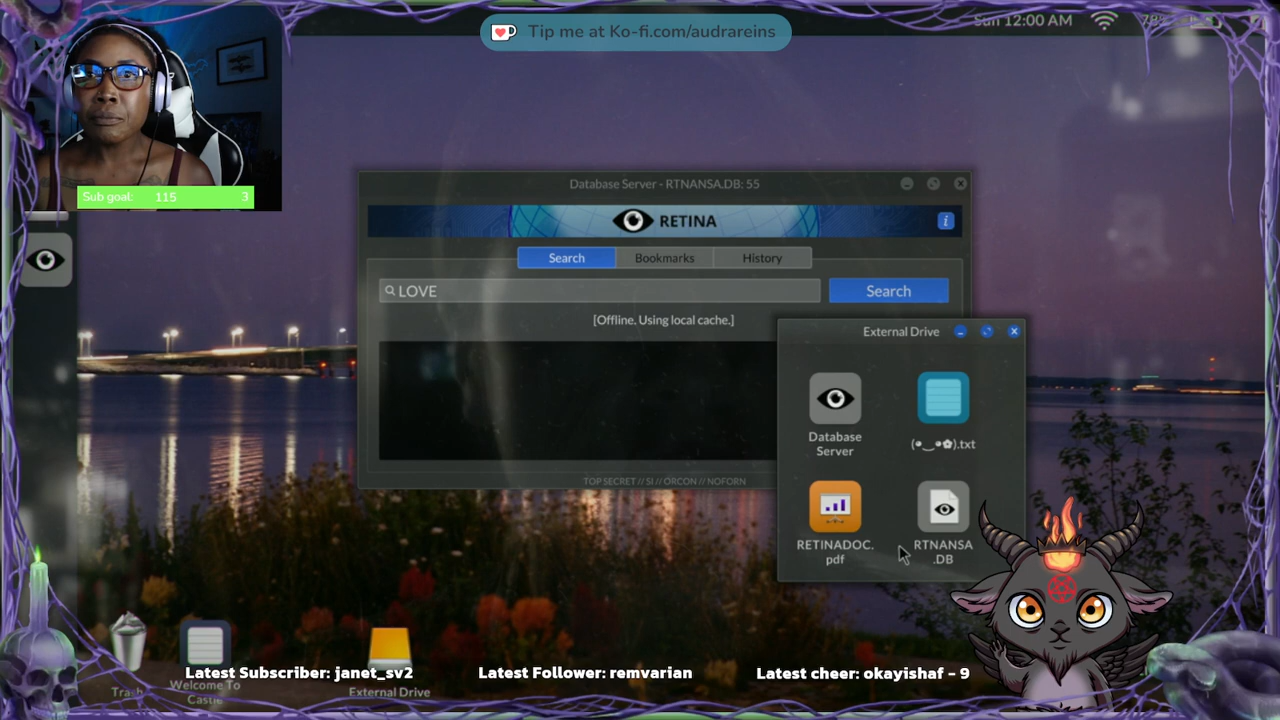 Tip me at Ko-fi.com/audrareins
Sun 12:00 AM
Sub goal: 115 3
Database Server - RTNANSA.DB: 55
RETINA
i
Search
Bookmarks
History
LOVE
Search
[Offline. Using local cache.]
TOP SECRET // SI // ORCON // NOFORN
External Drive
Database
Server
(•‿•✿).txt
RETINADOC.
pdf
RTNANSA
.DB
Trash
Welcome To
Castle
External Drive
Latest Subscriber: janet_sv2
Latest Follower: remvarian
Latest cheer: okayishaf - 9